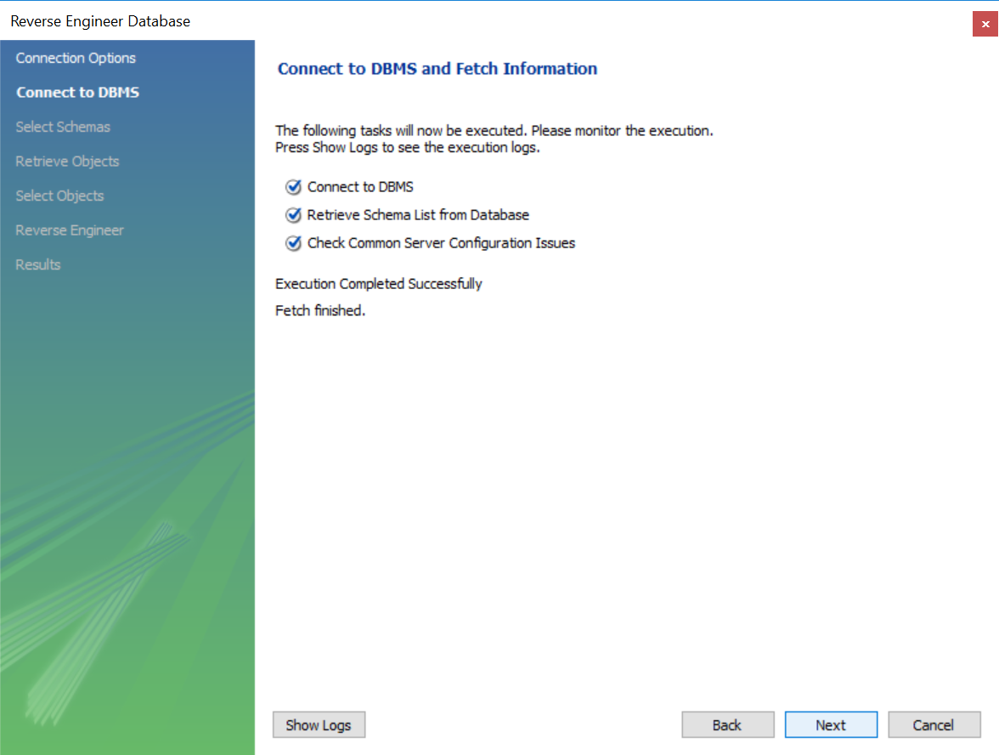 Reverse Engineer Database
Connection Options
Connect to DBMS
Select Schemas
Retrieve Objects
Select Objects
Reverse Engineer
Results
Connect to DBMS and Fetch Information
The following tasks will now be executed. Please monitor the execution.
Press Show Logs to see the execution logs.
Connect to DBMS
Retrieve Schema List from Database
Check Common Server Configuration Issues
Execution Completed Successfully
Fetch finished.
Show Logs
Back
Next
Cancel